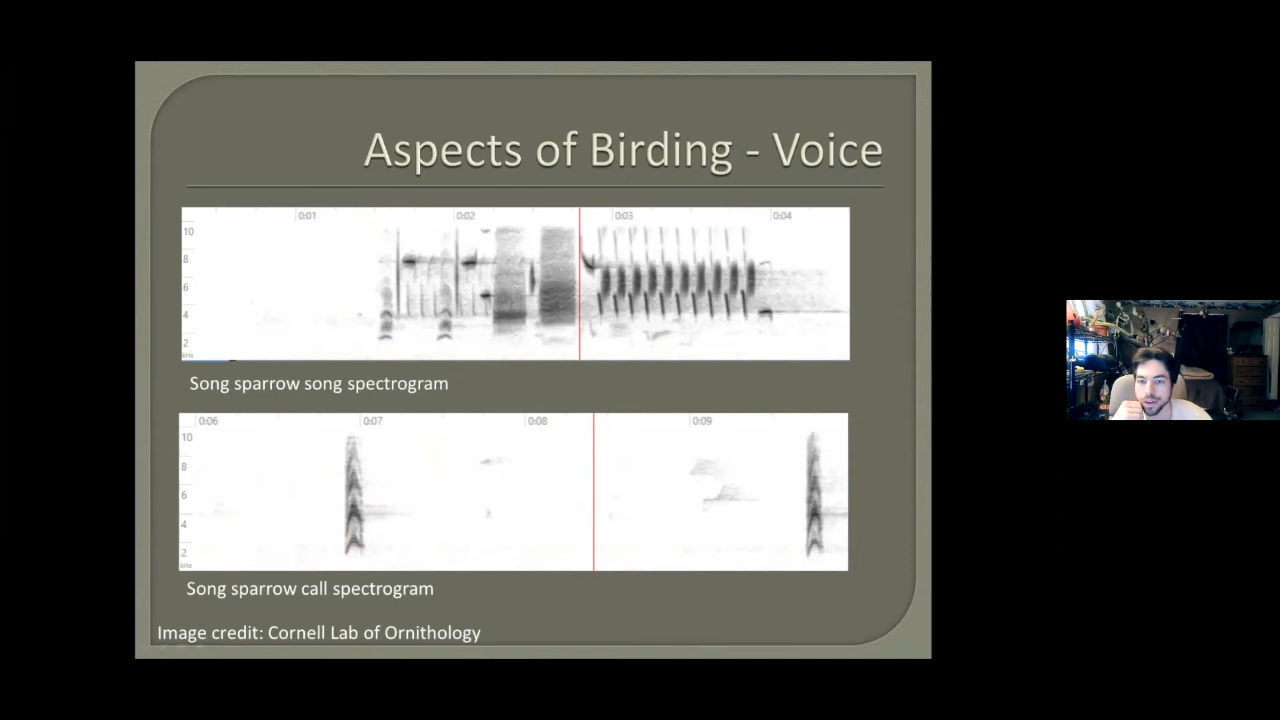 Aspects of Birding - Voice
0:01 0:02 0:03 0:04
10
8
6
4
2
kHz
Song sparrow song spectrogram
0:06 0:07 0:08 0:09
10
8
6
4
2
kHz
Song sparrow call spectrogram
Image credit: Cornell Lab of Ornithology